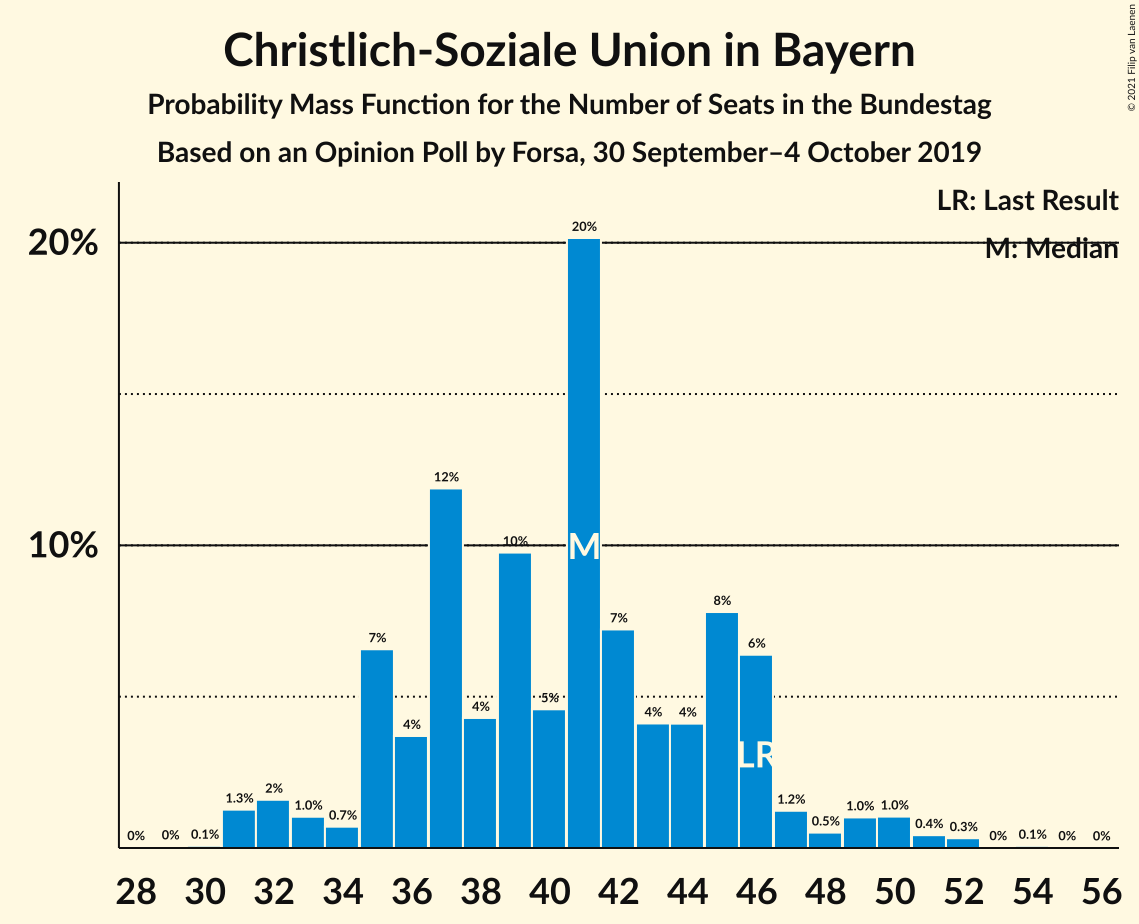 Christlich-Soziale Union in Bayern
Probability Mass Function for the Number of Seats in the Bundestag
Based on an Opinion Poll by Forsa, 30 September–4 October 2019
© 2021 Filip van Laenen
LR: Last Result
M: Median
20%
10%
0% 0% 0.1% 1.3% 2% 1.0% 0.7% 7% 4% 12% 4% 10% 5% 20% 7% 4% 4% 8% 6% 1.2% 0.5% 1.0% 1.0% 0.4% 0.3% 0% 0.1% 0% 0%
M
LR
28 30 32 34 36 38 40 42 44 46 48 50 52 54 56